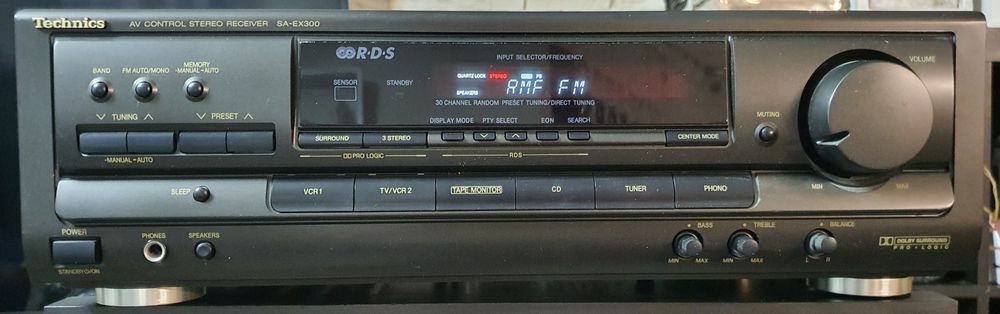 Technics AV CONTROL STEREO RECEIVER SA-EX300
R·D·S
INPUT SELECTOR/FREQUENCY
VOLUME
BAND FM AUTO/MONO MEMORY
-MANUAL-AUTO
SENSOR STANDBY
QUARTZ LOCK STEREO PS
SPEAKERS RMF FM
30 CHANNEL RANDOM PRESET TUNING/DIRECT TUNING
TUNING PRESET
-MANUAL-AUTO
DISPLAY MODE PTY SELECT EON SEARCH
MUTING
SURROUND 3 STEREO CENTER MODE
PRO LOGIC RDS
MIN MAX
SLEEP
VCR 1 TV/VCR 2 TAPE MONITOR CD TUNER PHONO
POWER PHONES SPEAKERS
BASS TREBLE BALANCE
STANDBY/ON
MIN MAX MIN MAX L R
DOLBY SURROUND
PRO·LOGIC